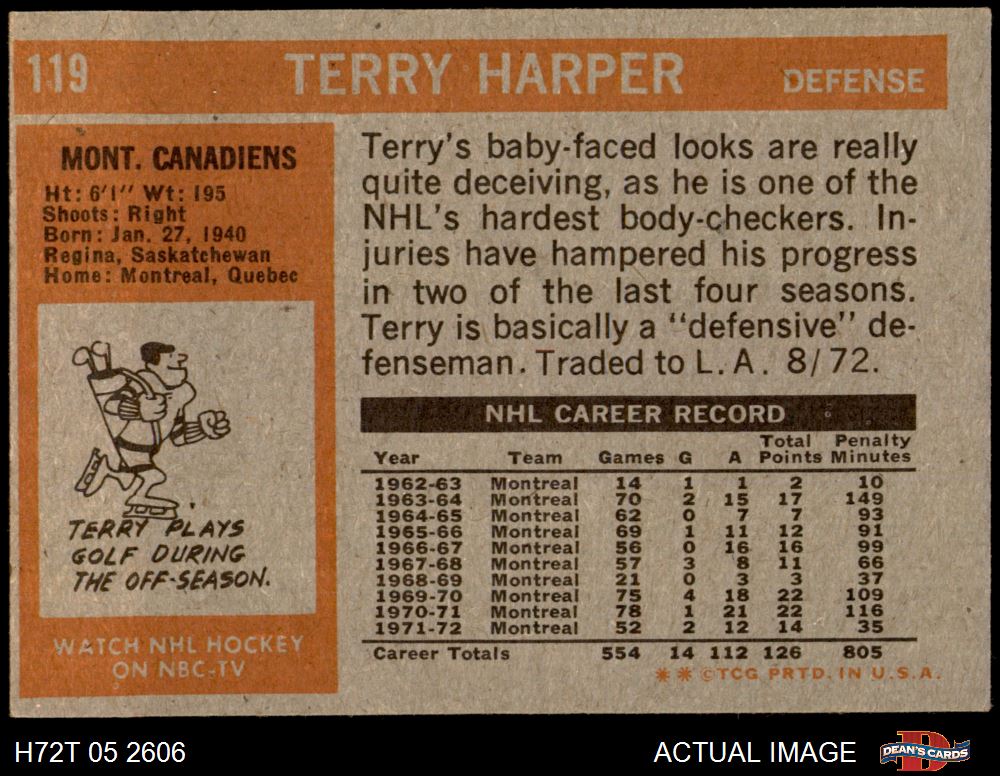 119 TERRY HARPER DEFENSE
MONT. CANADIENS
Ht: 6'1" Wt: 195
Shoots: Right
Born: Jan. 27, 1940
Regina, Saskatchewan
Home: Montreal, Quebec
TERRY PLAYS
GOLF DURING
THE OFF-SEASON.
WATCH NHL HOCKEY
ON NBC-TV
Terry's baby-faced looks are really
quite deceiving, as he is one of the
NHL's hardest body-checkers. In-
juries have hampered his progress
in two of the last four seasons.
Terry is basically a "defensive" de-
fenseman. Traded to L.A. 8/72.
NHL CAREER RECORD
Total Penalty
Year Team Games G A Points Minutes
1962-63 Montreal 14 1 1 2 10
1963-64 Montreal 70 2 15 17 149
1964-65 Montreal 62 0 7 7 93
1965-66 Montreal 69 1 11 12 91
1966-67 Montreal 56 0 16 16 99
1967-68 Montreal 57 3 8 11 66
1968-69 Montreal 21 0 3 3 37
1969-70 Montreal 75 4 18 22 109
1970-71 Montreal 78 1 21 22 116
1971-72 Montreal 52 2 12 14 35
Career Totals 554 14 112 126 805
* * ©TCG PRTD. IN U.S.A.
H72T 05 2606 ACTUAL IMAGE DEAN'S CARDS